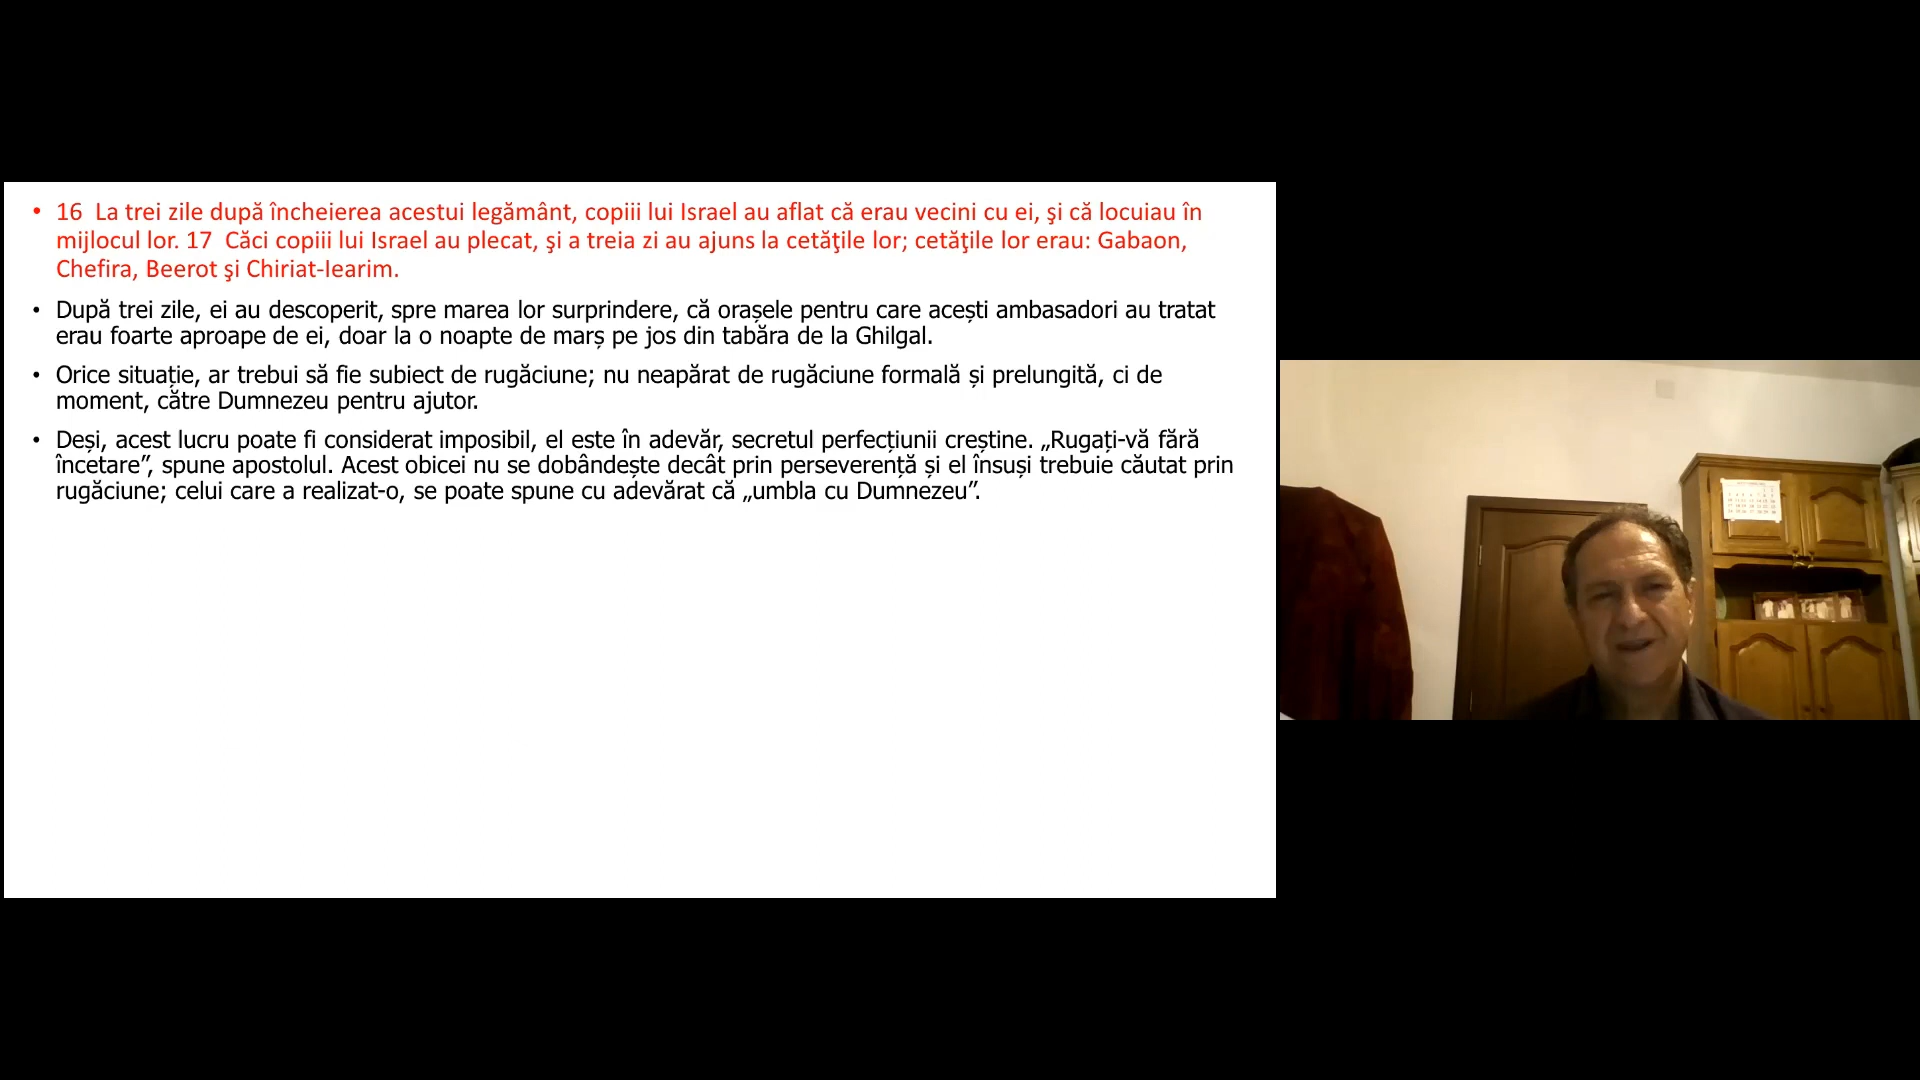 • 16  La trei zile după încheierea acestui legământ, copiii lui Israel au aflat că erau vecini cu ei, şi că locuiau în
mijlocul lor. 17  Căci copiii lui Israel au plecat, şi a treia zi au ajuns la cetăţile lor; cetăţile lor erau: Gabaon,
Chefira, Beerot şi Chiriat-Iearim.
• După trei zile, ei au descoperit, spre marea lor surprindere, că orașele pentru care acești ambasadori au tratat
erau foarte aproape de ei, doar la o noapte de marș pe jos din tabăra de la Ghilgal.
• Orice situație, ar trebui să fie subiect de rugăciune; nu neapărat de rugăciune formală și prelungită, ci de
moment, către Dumnezeu pentru ajutor.
• Deși, acest lucru poate fi considerat imposibil, el este în adevăr, secretul perfecțiunii creștine. „Rugați-vă fără
încetare”, spune apostolul. Acest obicei nu se dobândește decât prin perseverență și el însuși trebuie căutat prin
rugăciune; celui care a realizat-o, se poate spune cu adevărat că „umbla cu Dumnezeu”.